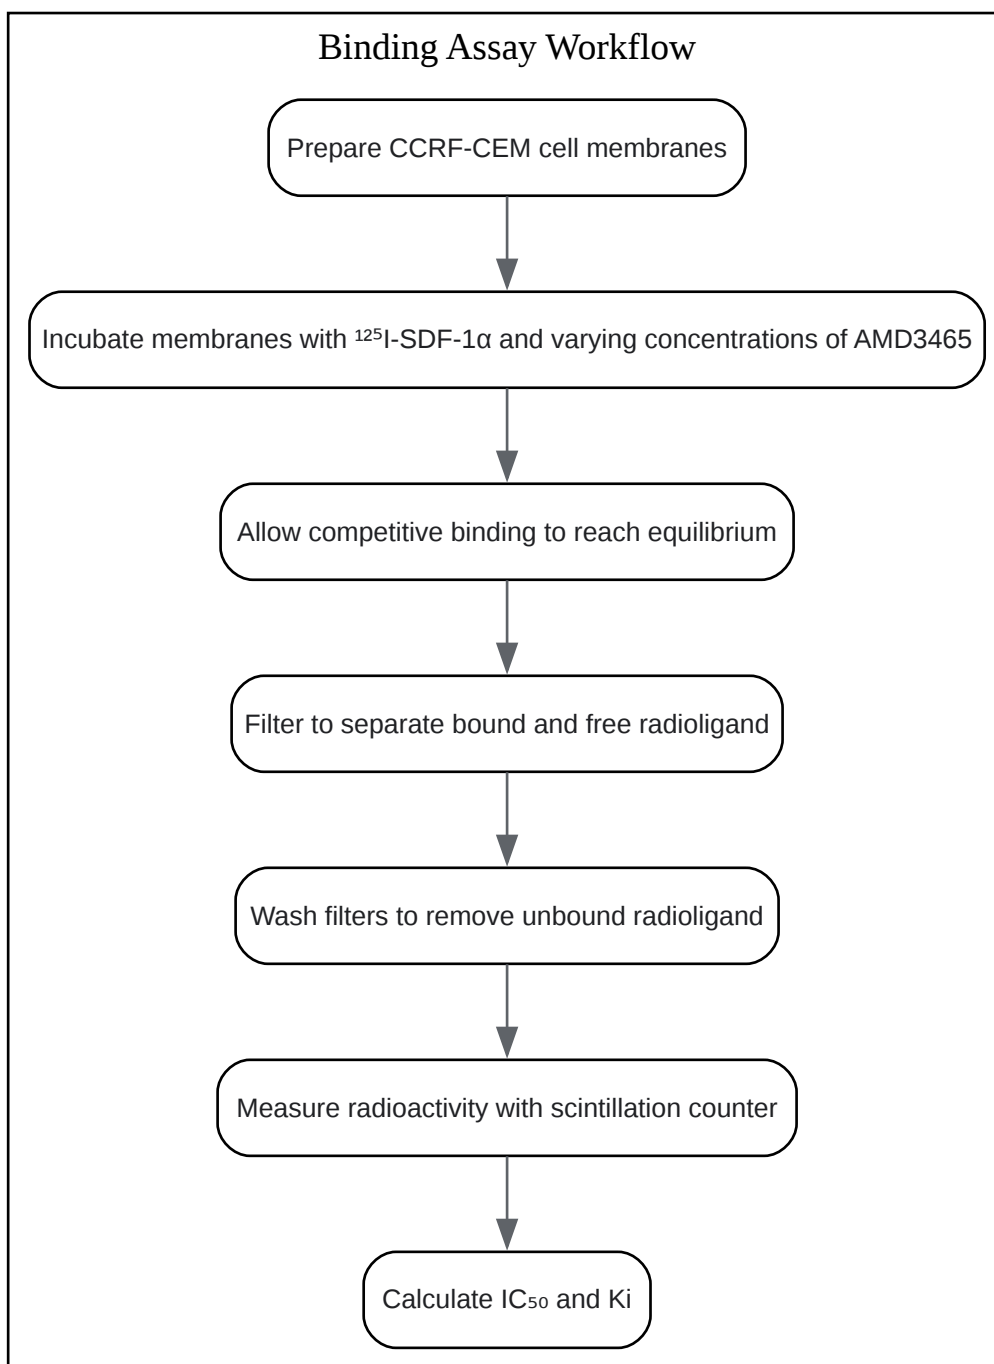 Binding Assay Workflow
Prepare CCRF-CEM cell membranes
Incubate membranes with ¹²⁵I-SDF-1α and varying concentrations of AMD3465
Allow competitive binding to reach equilibrium
Filter to separate bound and free radioligand
Wash filters to remove unbound radioligand
Measure radioactivity with scintillation counter
Calculate IC₅₀ and Ki